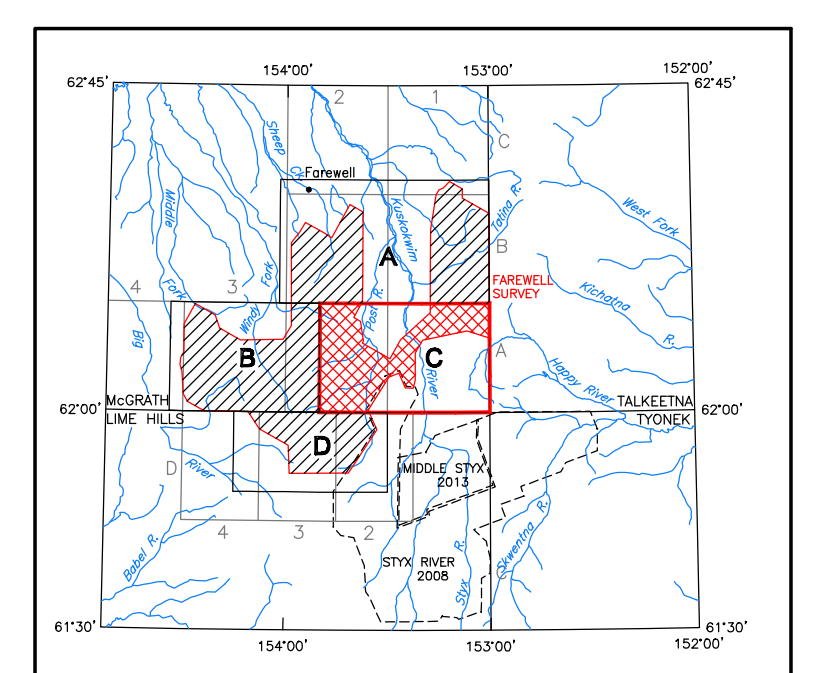 154°00'
153°00'
152°00'
62°45'
62°45'
2
1
Sheep
Ck.
C
Farewell
Middle
Fork
Kuskokwim
Tatina R.
West Fork
A
B
4
3
Windy
Fork
Post R.
FAREWELL
SURVEY
Kichatna
R.
Big
B
C
A
River
Happy River
McGRATH
TALKEETNA
62°00'
62°00'
LIME HILLS
TYONEK
D
D
River
MIDDLE STYX
2013
4
3
2
Babel R.
STYX RIVER
2008
Styx
R.
Skwentna R.
C
61°30'
61°30'
154°00'
153°00'
152°00'